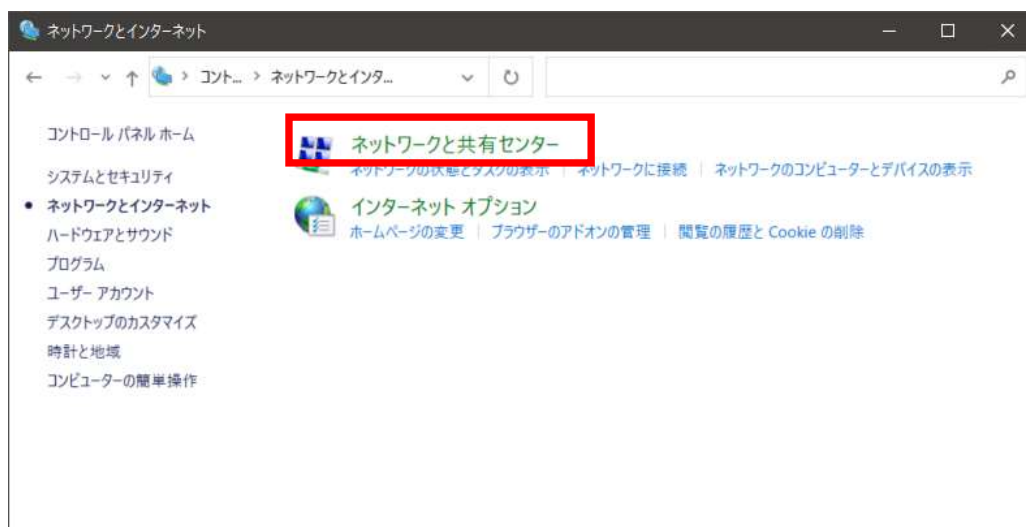 ネットワークとインターネット
コント... > ネットワークとインタ...
コントロール パネル ホーム
システムとセキュリティ
ネットワークとインターネット
ハードウェアとサウンド
プログラム
ユーザー アカウント
デスクトップのカスタマイズ
時計と地域
コンピューターの簡単操作
ネットワークと共有センター
ネットワークの状態とタスクの表示 | ネットワークに接続 | ネットワークのコンピューターとデバイスの表示
インターネット オプション
ホームページの変更 | ブラウザーのアドオンの管理 | 閲覧の履歴と Cookie の削除